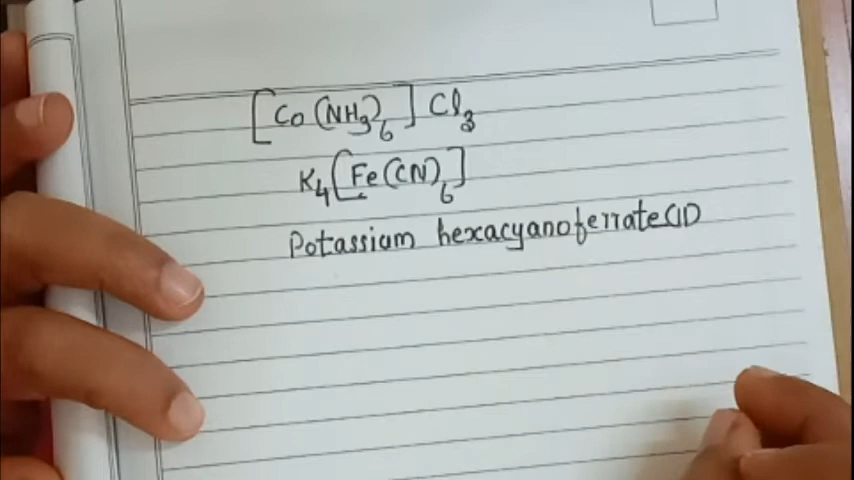 [Co(NH₃)₆]Cl₃
K₄[Fe(CN)₆]
Potassium hexacyanoferrate(II)